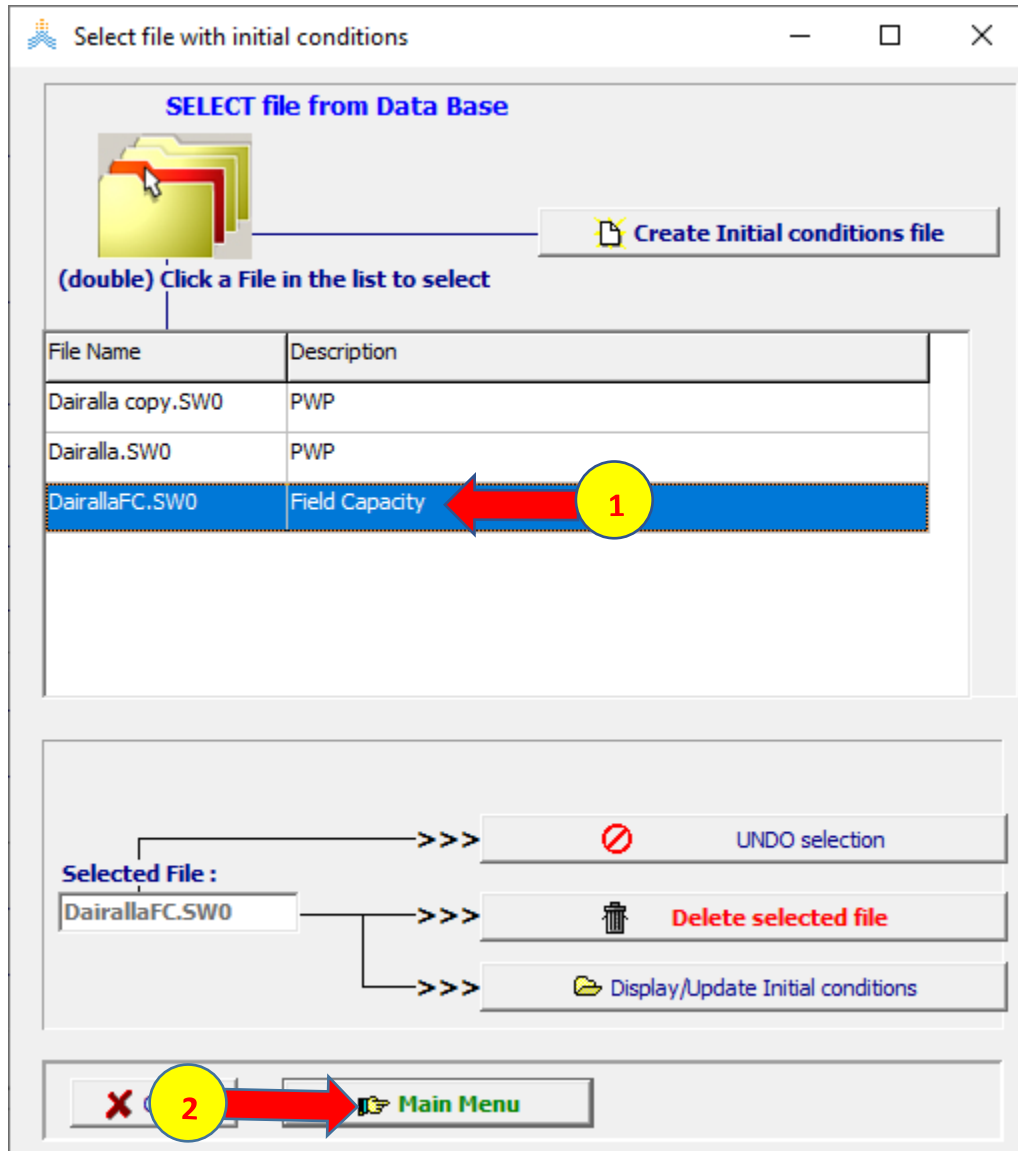 Select file with initial conditions
SELECT file from Data Base
Create Initial conditions file
(double) Click a File in the list to select
File Name Description
Dairalla copy.SW0 PWP
Dairalla.SW0 PWP
DairallaFC.SW0 Field Capacity
1
>>> UNDO selection
Selected File :
DairallaFC.SW0
>>> Delete selected file
>>> Display/Update Initial conditions
2
Main Menu